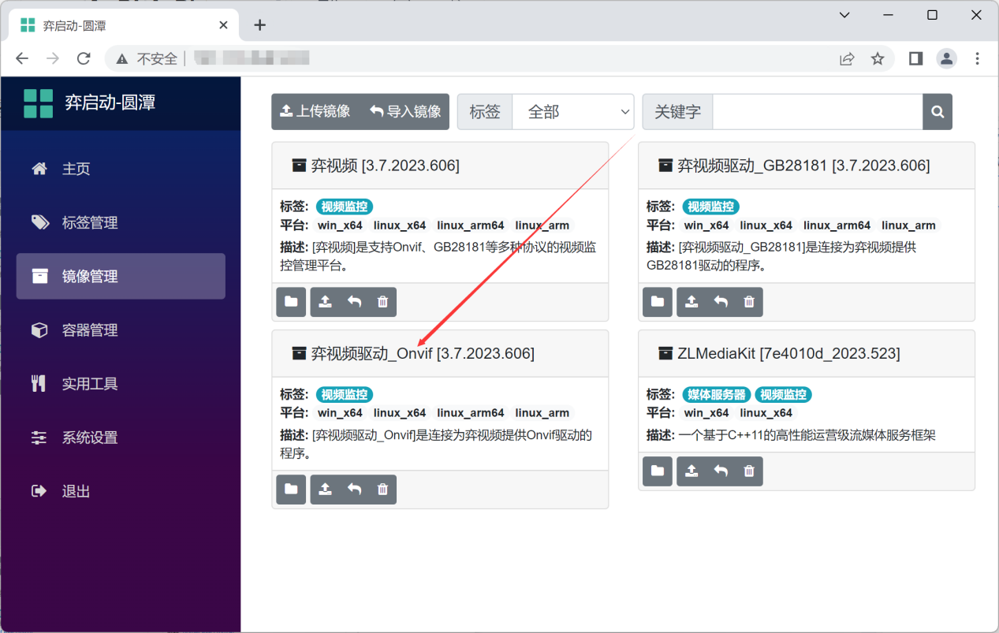 弈启动-圆潭
不安全
弈启动-圆潭
主页
标签管理
镜像管理
容器管理
实用工具
系统设置
退出
上传镜像 导入镜像 标签 全部 关键字
弈视频 [3.7.2023.606]
标签: 视频监控
平台: win_x64 linux_x64 linux_arm64 linux_arm
描述: [弈视频]是支持Onvif、GB28181等多种协议的视频监
控管理平台。
弈视频驱动_GB28181 [3.7.2023.606]
标签: 视频监控
平台: win_x64 linux_x64 linux_arm64 linux_arm
描述: [弈视频驱动_GB28181]是连接为弈视频提供
GB28181驱动的程序。
弈视频驱动_Onvif [3.7.2023.606]
标签: 视频监控
平台: win_x64 linux_x64 linux_arm64 linux_arm
描述: [弈视频驱动_Onvif]是连接为弈视频提供Onvif驱动的
程序。
ZLMediaKit [7e4010d_2023.523]
标签: 媒体服务器 视频监控
平台: win_x64 linux_x64
描述: 一个基于C++11的高性能运营级流媒体服务框架